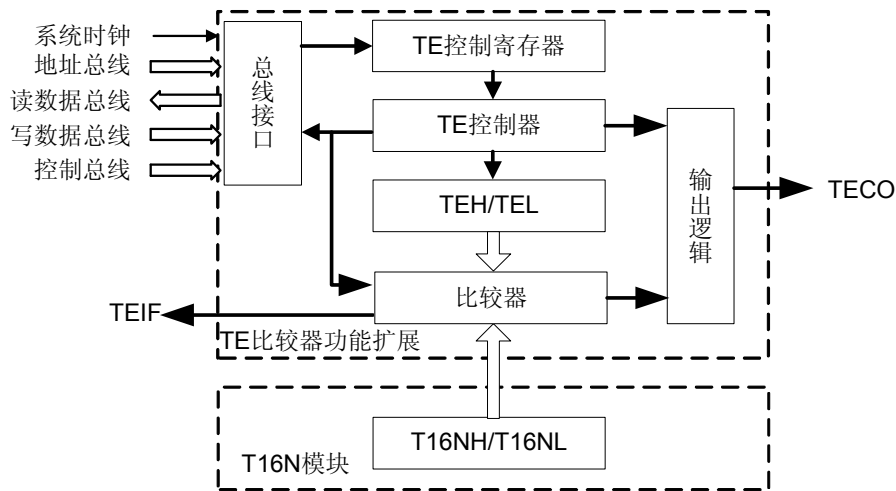 系统时钟
地址总线
读数据总线
写数据总线
控制总线
总线接口
TE控制寄存器
TE控制器
TEH/TEL
比较器
输出逻辑
TECO
TEIF
TE比较器功能扩展
T16NH/T16NL
T16N模块